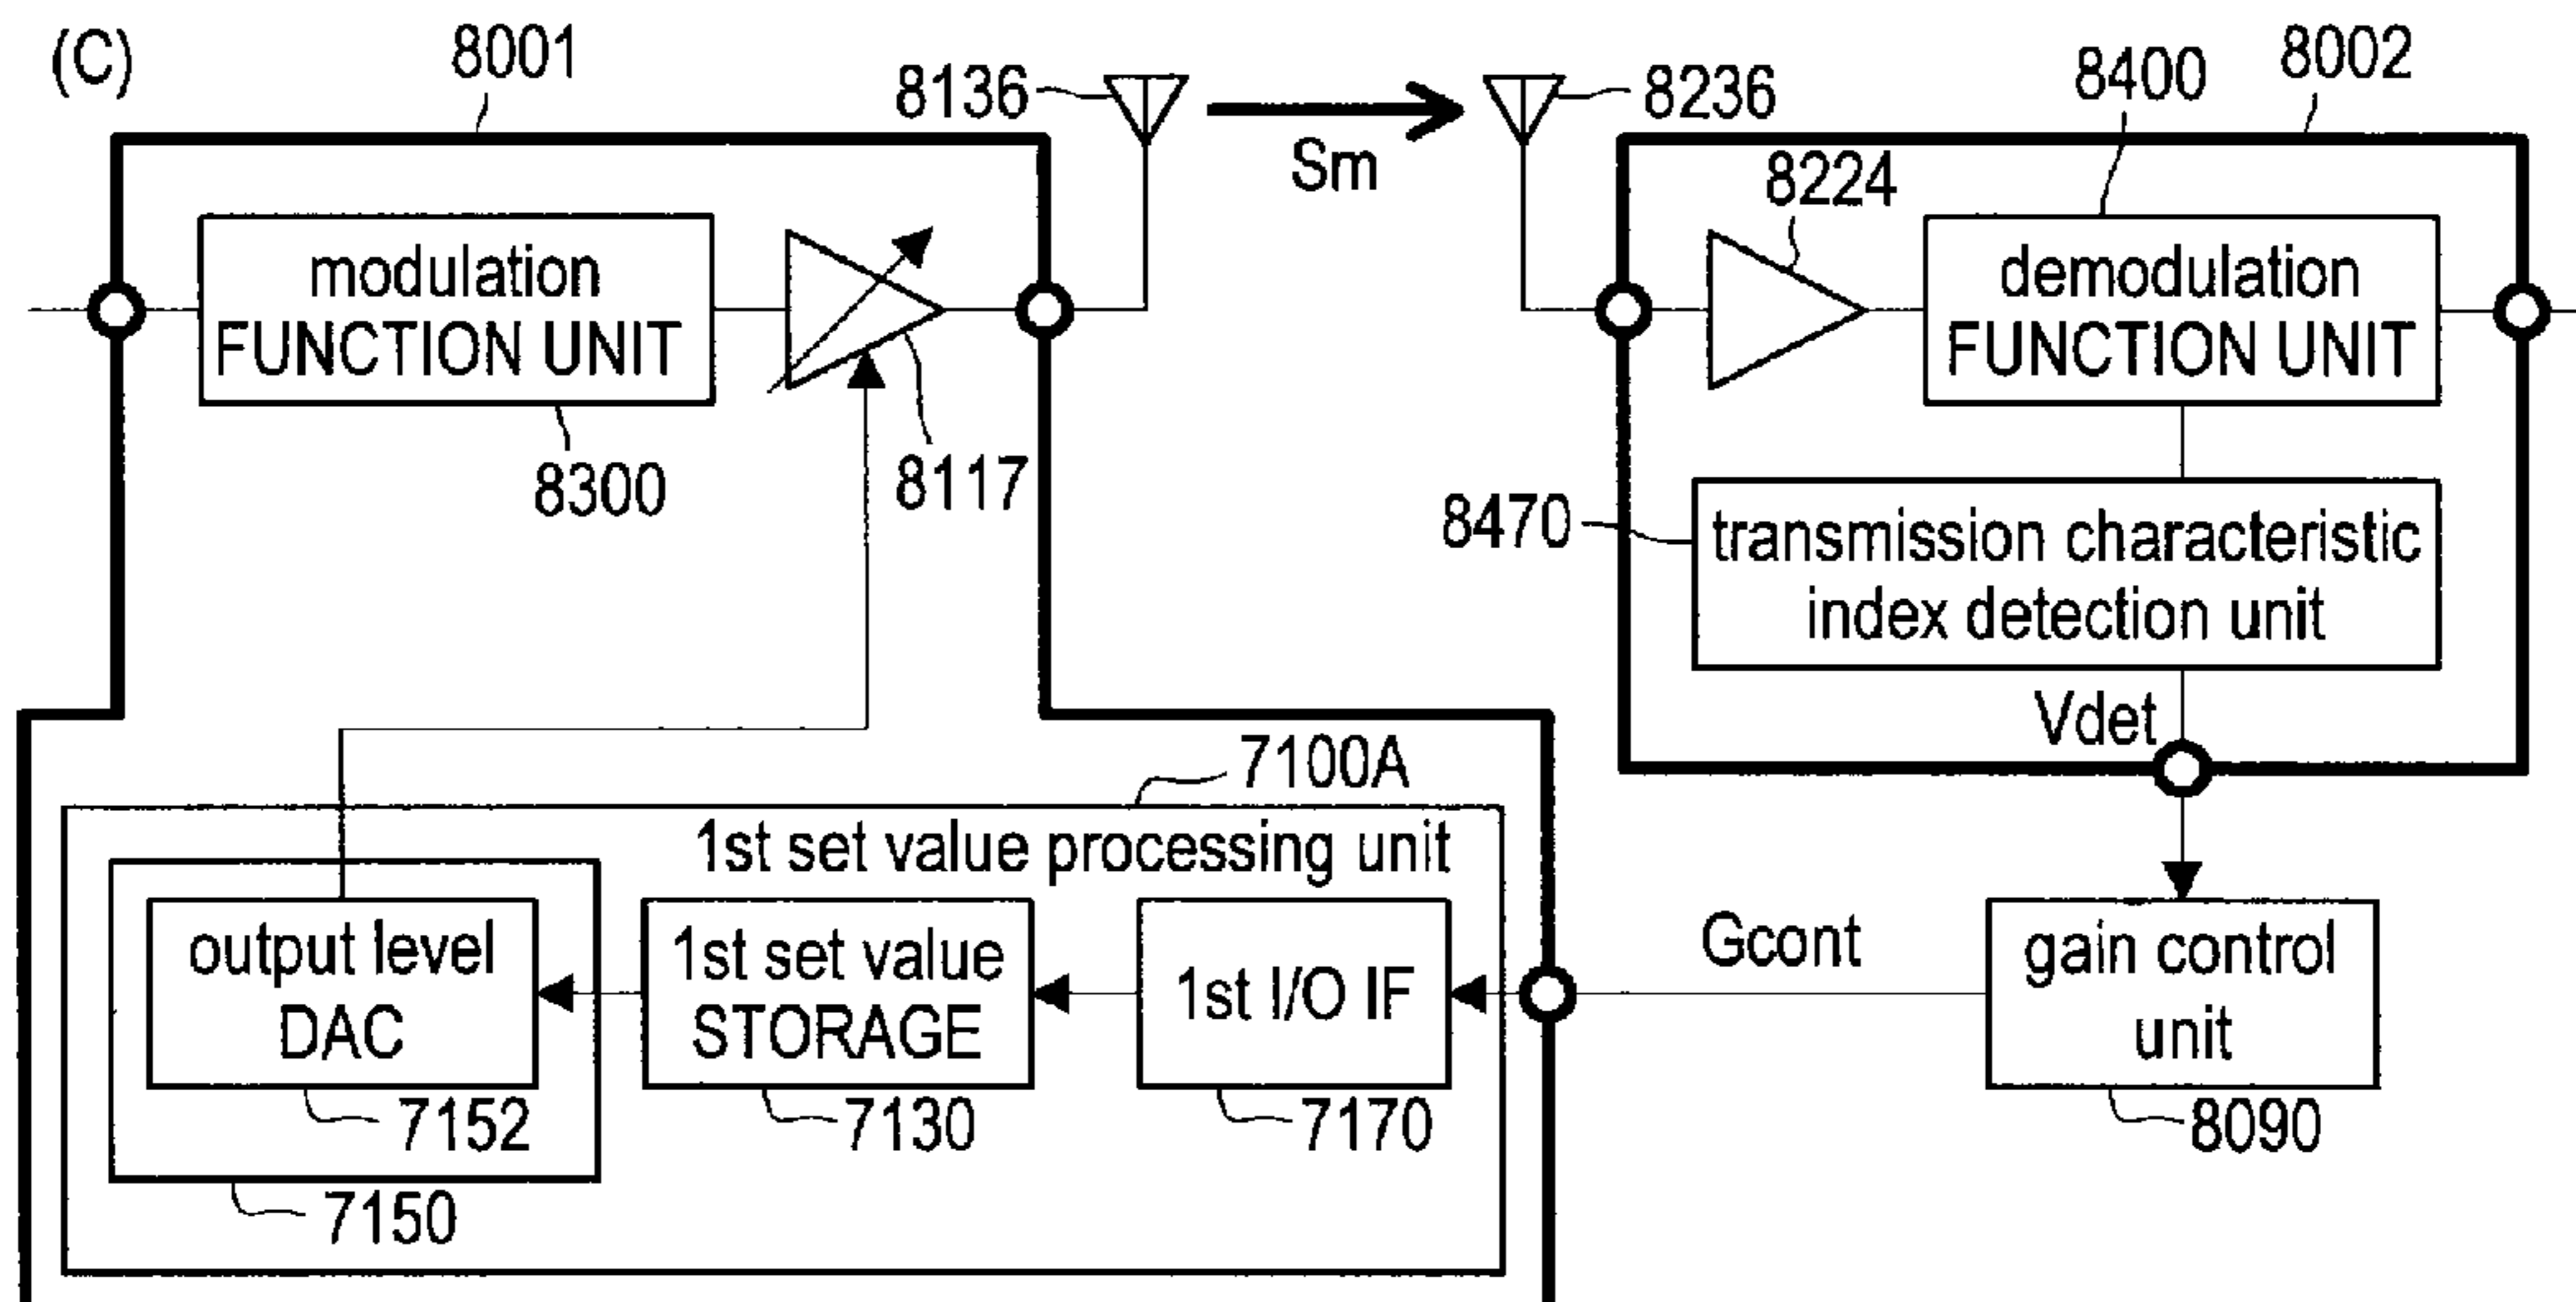 (C)
8001
8136
Sm
8236
8400
8002
8224
modulation
FUNCTION UNIT
8300
8117
demodulation
FUNCTION UNIT
8470
transmission characteristic
index detection unit
Vdet
7100A
1st set value processing unit
output level
DAC
7152
7150
1st set value
STORAGE
7130
1st I/O IF
7170
Gcont
gain control
unit
8090